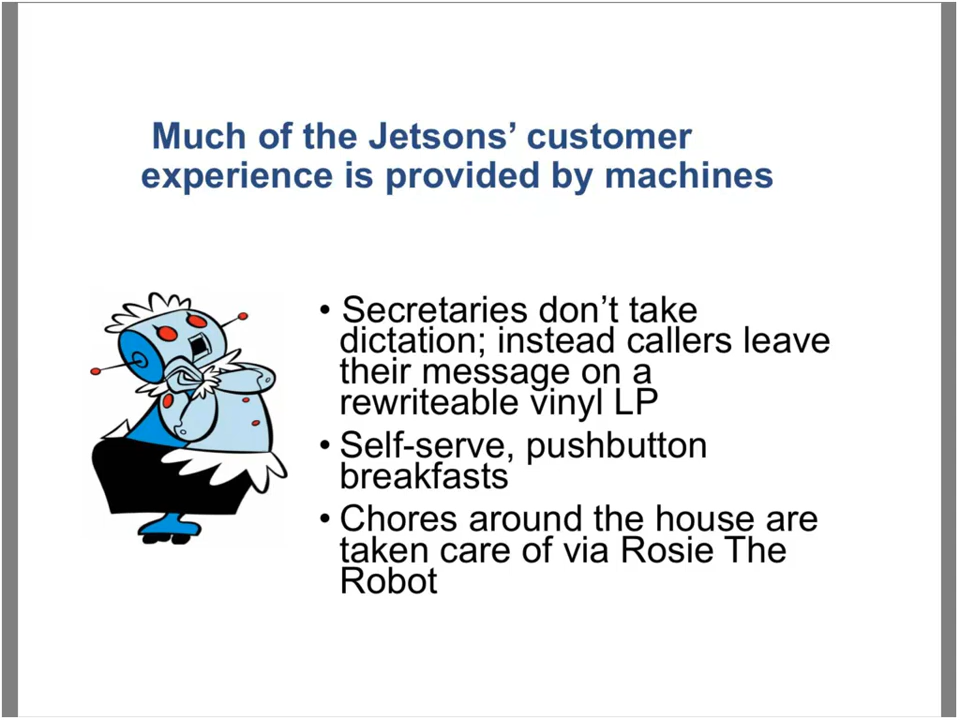 Much of the Jetsons’ customer
experience is provided by machines
• Secretaries don’t take
dictation; instead callers leave
their message on a
rewriteable vinyl LP
• Self-serve, pushbutton
breakfasts
• Chores around the house are
taken care of via Rosie The
Robot